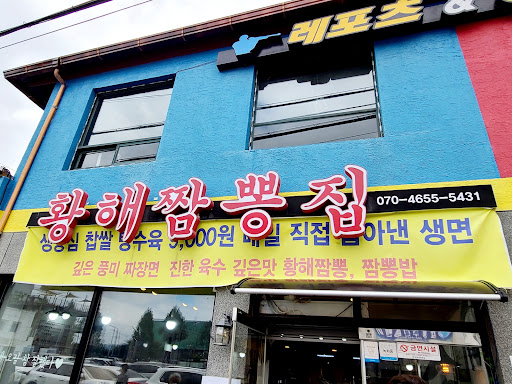 레포츠 &
황해짬뽕집
070-4655-5431
찹쌀 탕수육 9,000원 매일 직접 뽑아낸 생면
깊은 풍미 짜장면 진한 육수 깊은맛 황해짬뽕, 짬뽕밥
금연시설